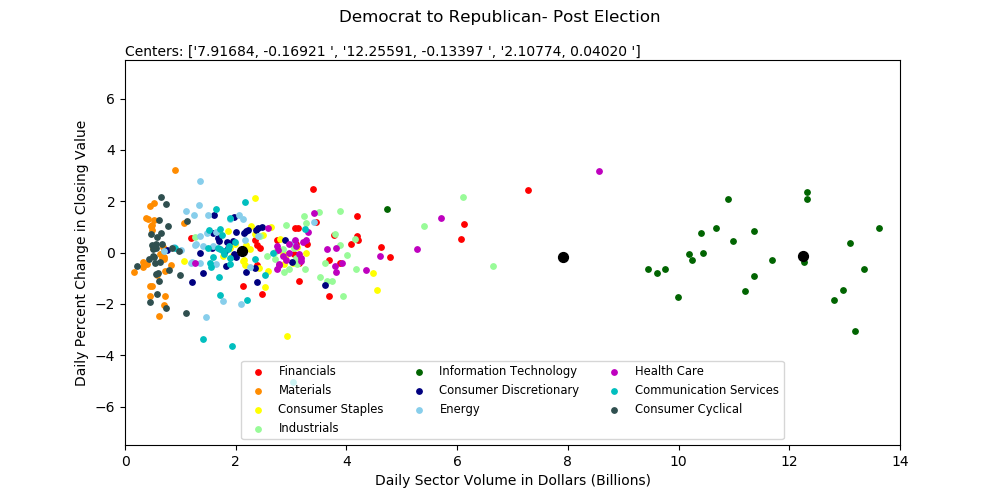 Democrat to Republican- Post Election
Centers: ['7.91684, -0.16921 ', '12.25591, -0.13397 ', '2.10774, 0.04020 ']
Daily Percent Change in Closing Value
6
4
2
0
−2
−4
−6
Financials
Materials
Consumer Staples
Industrials
Information Technology
Consumer Discretionary
Energy
Health Care
Communication Services
Consumer Cyclical
0 2 4 6 8 10 12 14
Daily Sector Volume in Dollars (Billions)